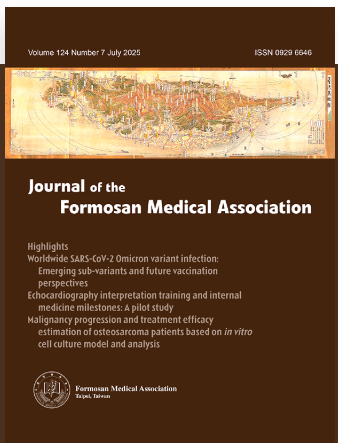 Volume 124 Number 7 July 2025
ISSN 0929 6646
Journal of the
Formosan Medical Association
Highlights
Worldwide SARS-CoV-2 Omicron variant infection:
Emerging sub-variants and future vaccination
perspectives
Echocardiography interpretation training and internal
medicine milestones: A pilot study
Malignancy progression and treatment efficacy
estimation of osteosarcoma patients based on in vitro
cell culture model and analysis
Formosan Medical Association
Taipei, Taiwan